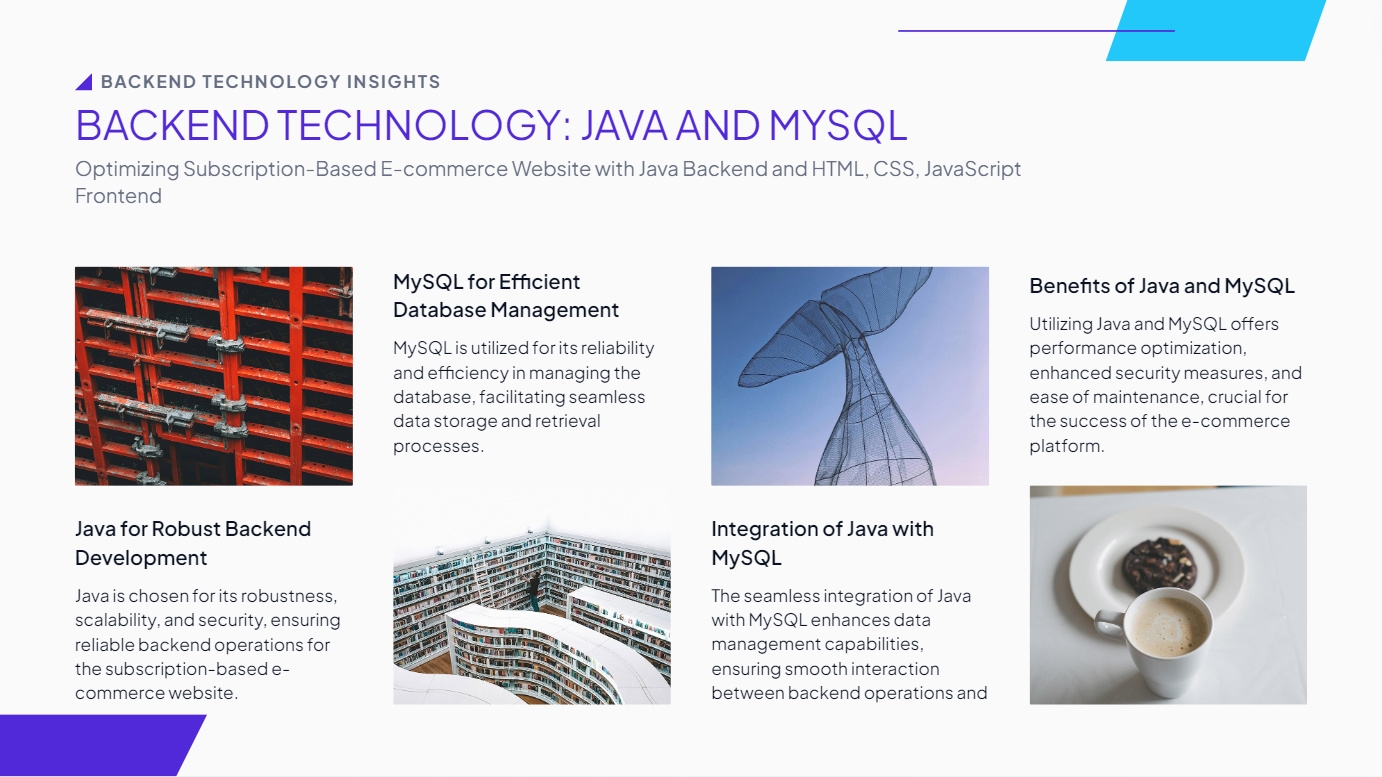 BACKEND TECHNOLOGY INSIGHTS
BACKEND TECHNOLOGY: JAVA AND MYSQL
Optimizing Subscription-Based E-commerce Website with Java Backend and HTML, CSS, JavaScript
Frontend
Java for Robust Backend
Development
Java is chosen for its robustness,
scalability, and security, ensuring
reliable backend operations for
the subscription-based e-
commerce website.
MySQL for Efficient
Database Management
MySQL is utilized for its reliability
and efficiency in managing the
database, facilitating seamless
data storage and retrieval
processes.
Integration of Java with
MySQL
The seamless integration of Java
with MySQL enhances data
management capabilities,
ensuring smooth interaction
between backend operations and
Benefits of Java and MySQL
Utilizing Java and MySQL offers
performance optimization,
enhanced security measures, and
ease of maintenance, crucial for
the success of the e-commerce
platform.